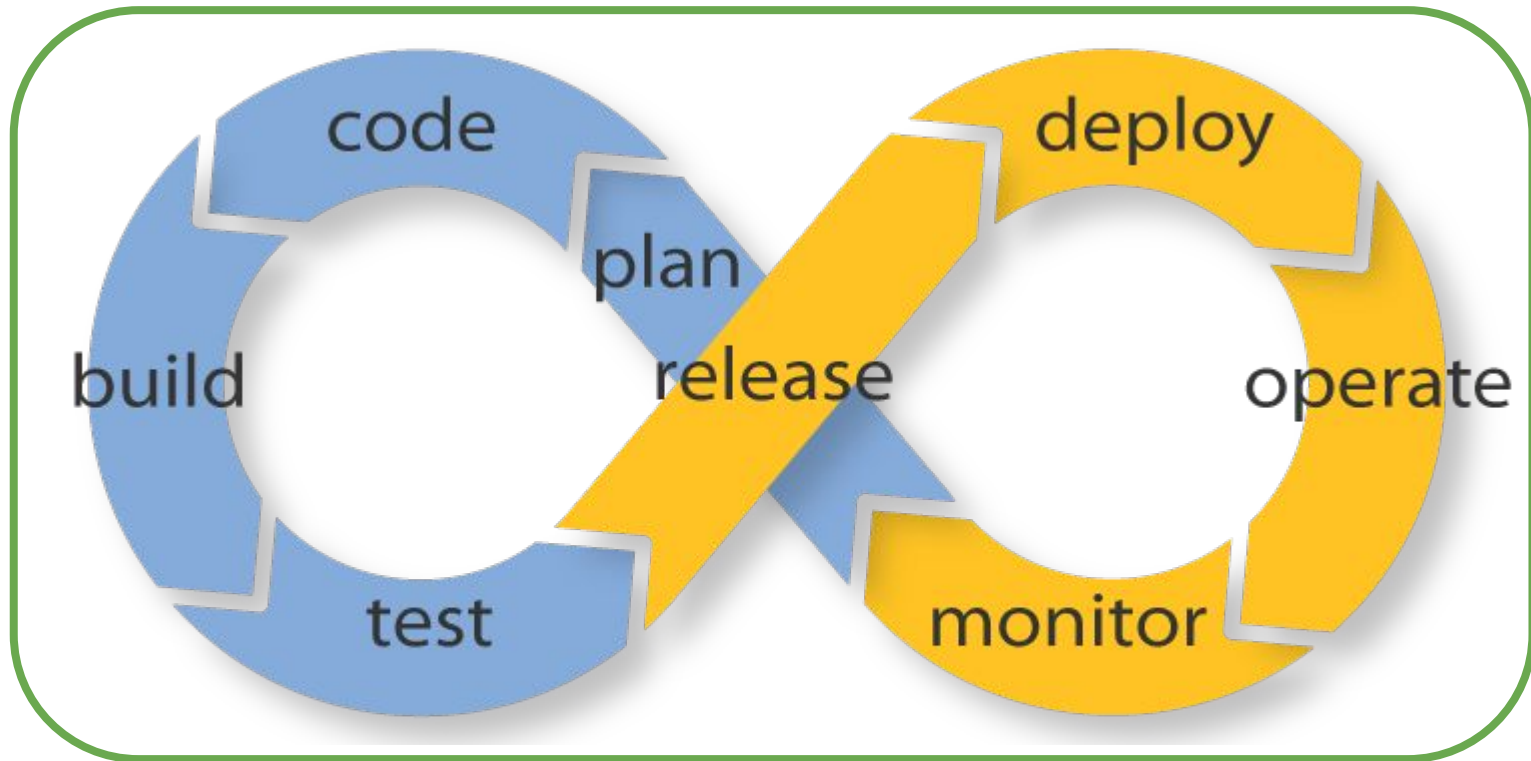 code
deploy
plan
build
release
operate
test
monitor